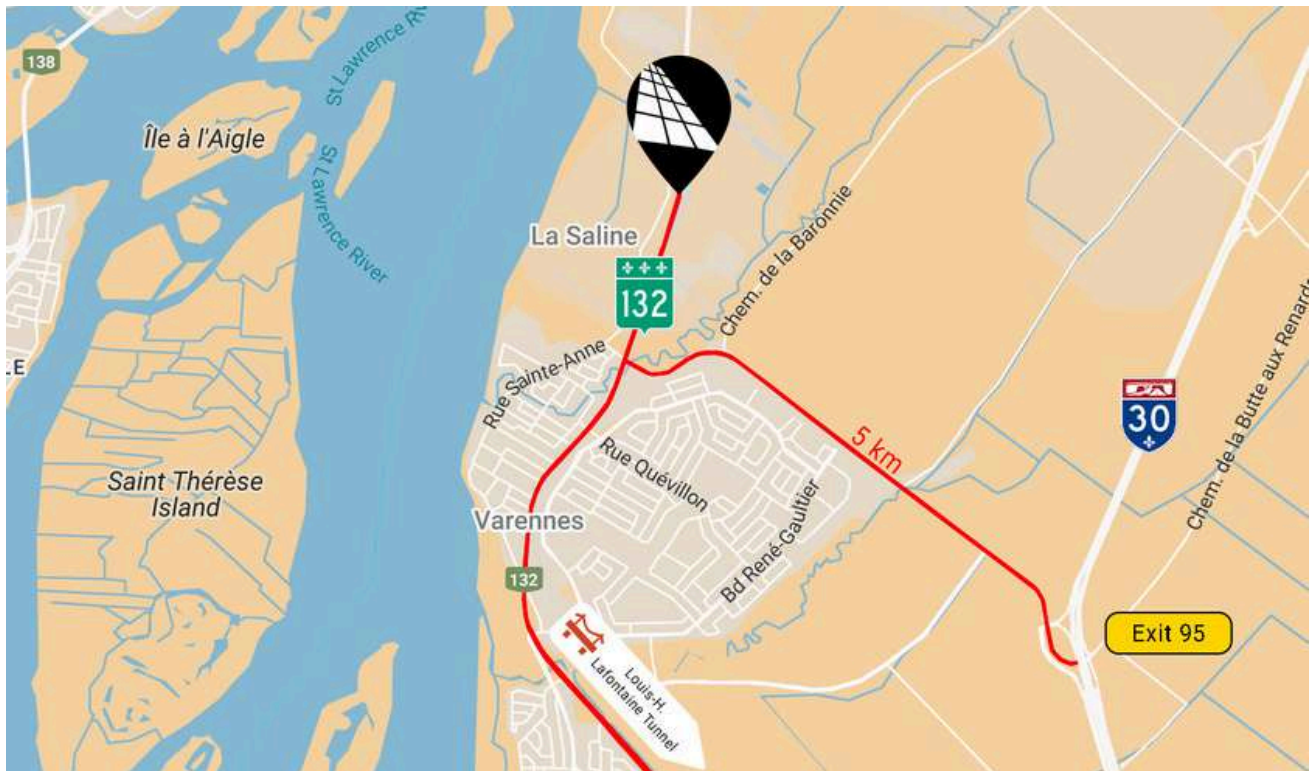 138
St Lawrence River
Île à l'Aigle
St Lawrence River
La Saline
132
Chem. de la Baronnie
Rue Sainte-Anne
30
Chem. de la Butte aux Renards
5 km
Rue Quévillon
Saint Thérèse
Island
Varennes
Bd René-Gaultier
132
Exit 95
Louis-H.
Lafontaine Tunnel